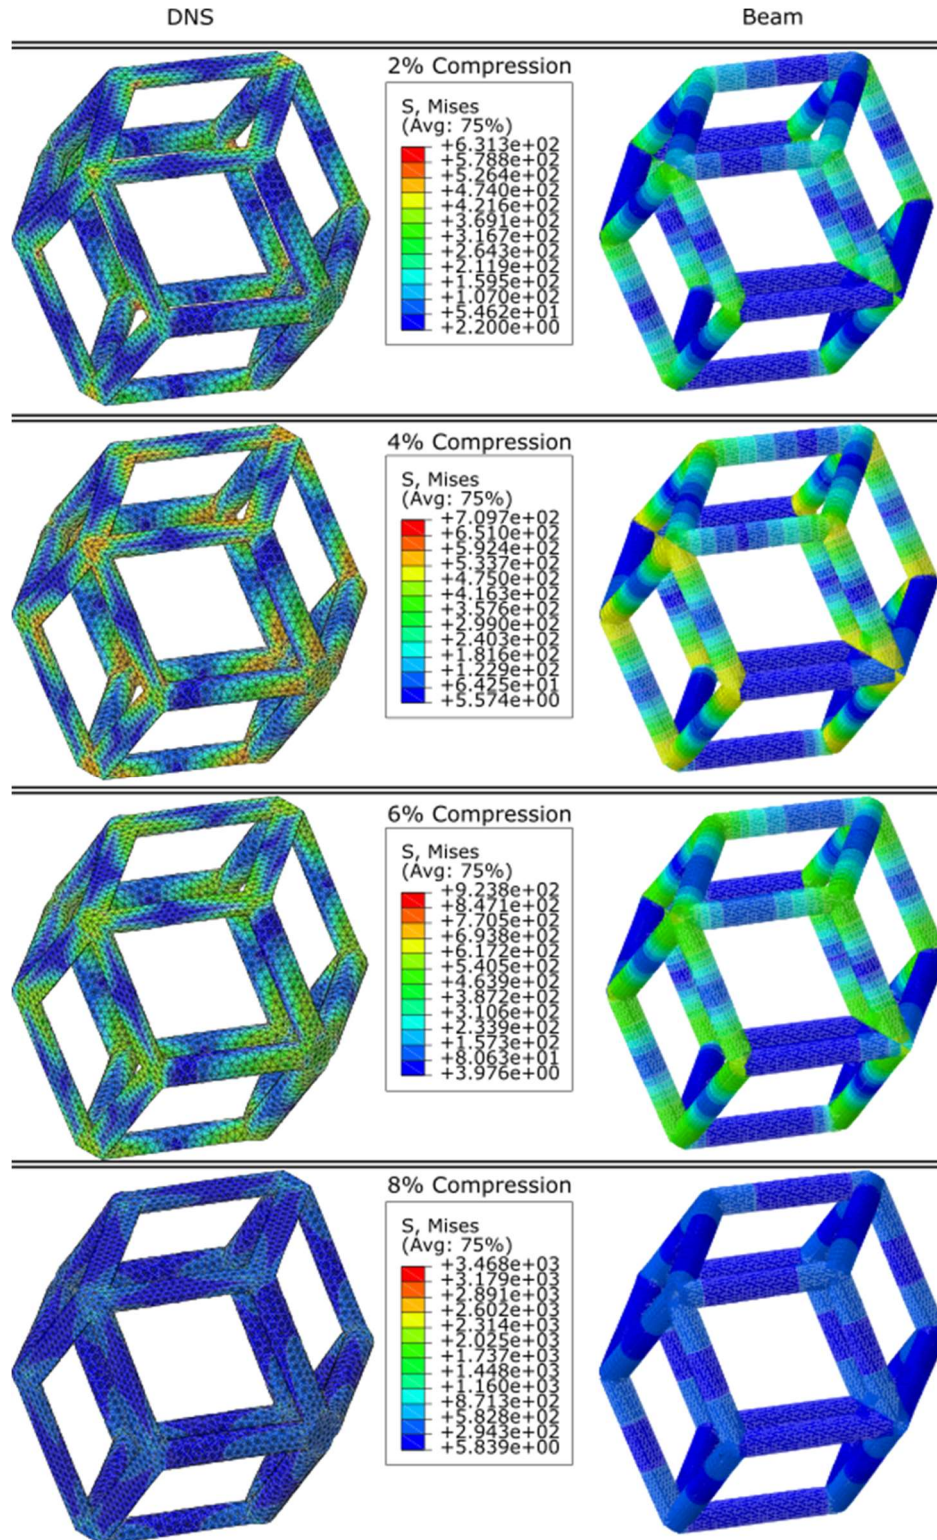 DNS Beam
2% Compression
S, Mises
(Avg: 75%)
+6.313e+02
+5.788e+02
+5.264e+02
+4.740e+02
+4.216e+02
+3.691e+02
+3.167e+02
+2.643e+02
+2.119e+02
+1.595e+02
+1.070e+02
+5.462e+01
+2.200e+00
4% Compression
S, Mises
(Avg: 75%)
+7.097e+02
+6.510e+02
+5.924e+02
+5.337e+02
+4.750e+02
+4.163e+02
+3.576e+02
+2.990e+02
+2.403e+02
+1.816e+02
+1.229e+02
+6.425e+01
+5.574e+00
6% Compression
S, Mises
(Avg: 75%)
+9.238e+02
+8.471e+02
+7.705e+02
+6.938e+02
+6.172e+02
+5.405e+02
+4.639e+02
+3.872e+02
+3.106e+02
+2.339e+02
+1.573e+02
+8.063e+01
+3.976e+00
8% Compression
S, Mises
(Avg: 75%)
+3.468e+03
+3.179e+03
+2.891e+03
+2.602e+03
+2.314e+03
+2.025e+03
+1.737e+03
+1.448e+03
+1.160e+03
+8.713e+02
+5.828e+02
+2.943e+02
+5.839e+00